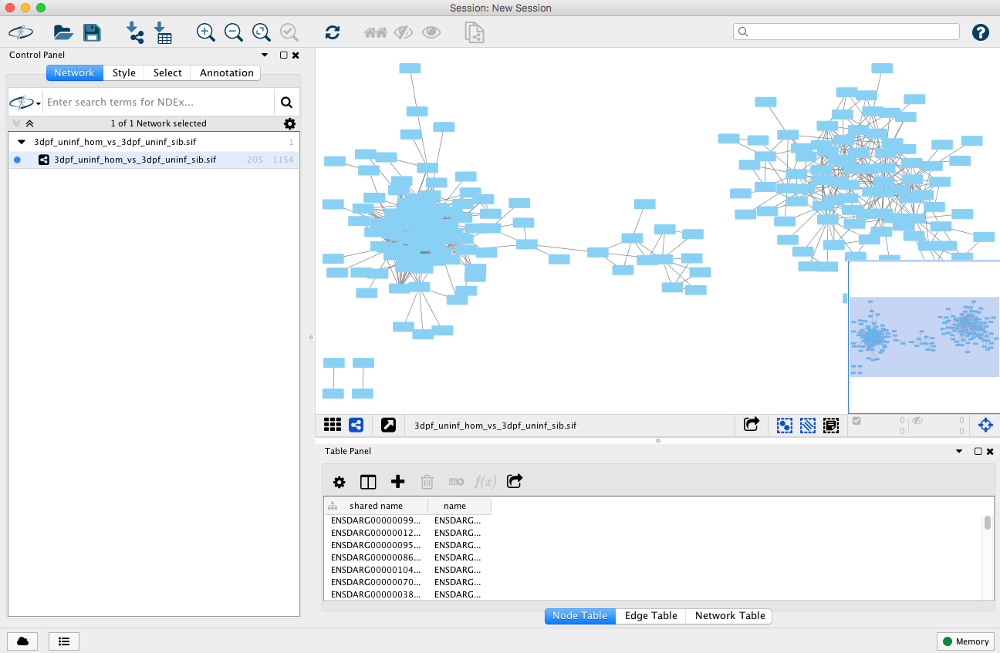 Session: New Session
Control Panel
Network Style Select Annotation
Enter search terms for NDEx...
1 of 1 Network selected
3dpf_uninf_hom_vs_3dpf_uninf_sib.sif 1
3dpf_uninf_hom_vs_3dpf_uninf_sib.sif 205 1154
3dpf_uninf_hom_vs_3dpf_uninf_sib.sif
0 0
0 0
Table Panel
f(x)
shared name name
ENSDARG00000099... ENSDARG...
ENSDARG00000012... ENSDARG...
ENSDARG00000095... ENSDARG...
ENSDARG00000086... ENSDARG...
ENSDARG00000104... ENSDARG...
ENSDARG00000070... ENSDARG...
ENSDARG00000038... ENSDARG...
Node Table Edge Table Network Table
Memory